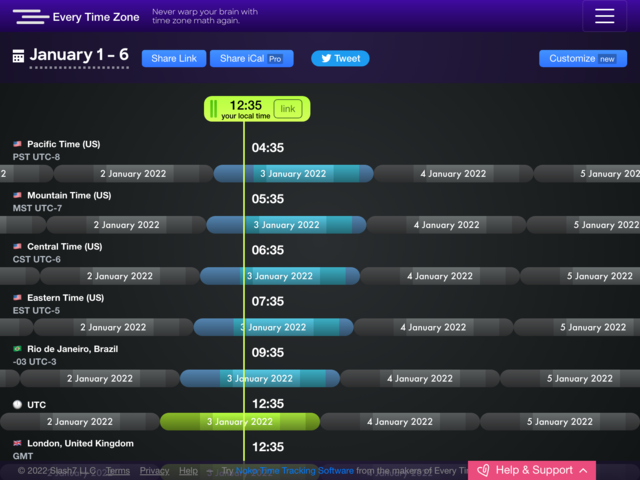 Every Time Zone
Never warp your brain with
time zone math again.
January 1 – 6
Share Link
Share iCal Pro
Tweet
Customize new
12:35
your local time
link
Pacific Time (US)
PST UTC-8
04:35
2
2 January 2022
3 January 2022
4 January 2022
5 January 202
Mountain Time (US)
MST UTC-7
05:35
2 January 2022
3 January 2022
4 January 2022
5 January 2022
Central Time (US)
CST UTC-6
06:35
2 January 2022
3 January 2022
4 January 2022
5 January 2022
Eastern Time (US)
EST UTC-5
07:35
2 January 2022
3 January 2022
4 January 2022
5 January 2022
Rio de Janeiro, Brazil
-03 UTC-3
09:35
2 January 2022
3 January 2022
4 January 2022
5 January 2022
UTC
12:35
2 January 2022
3 January 2022
4 January 2022
5 January 2022
London, United Kingdom
GMT
12:35
© 2022 Slash7 LLC Terms Privacy Help - Try Noko Time Tracking Software from the makers of Every Tim
Help & Support